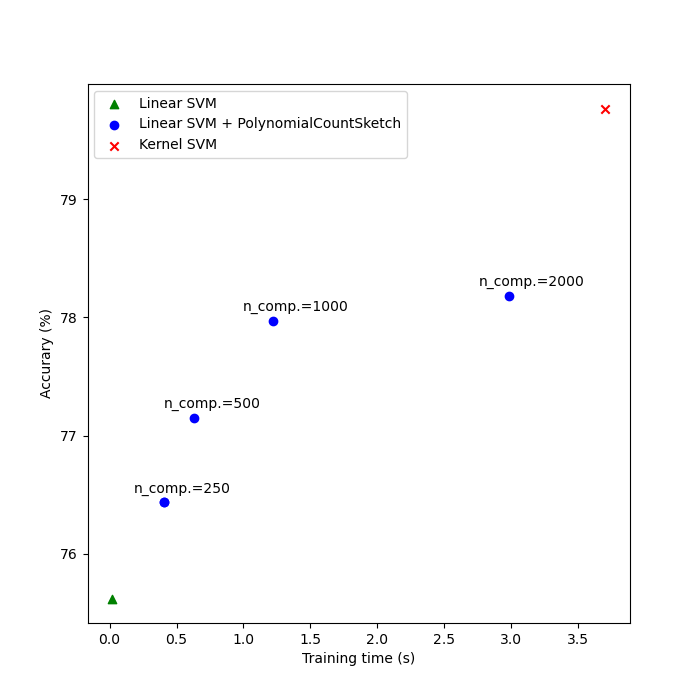 Linear SVM
Linear SVM + PolynomialCountSketch
Kernel SVM
79
78
77
76
n_comp.=2000
n_comp.=1000
n_comp.=500
n_comp.=250
Accurary (%)
0.0 0.5 1.0 1.5 2.0 2.5 3.0 3.5
Training time (s)